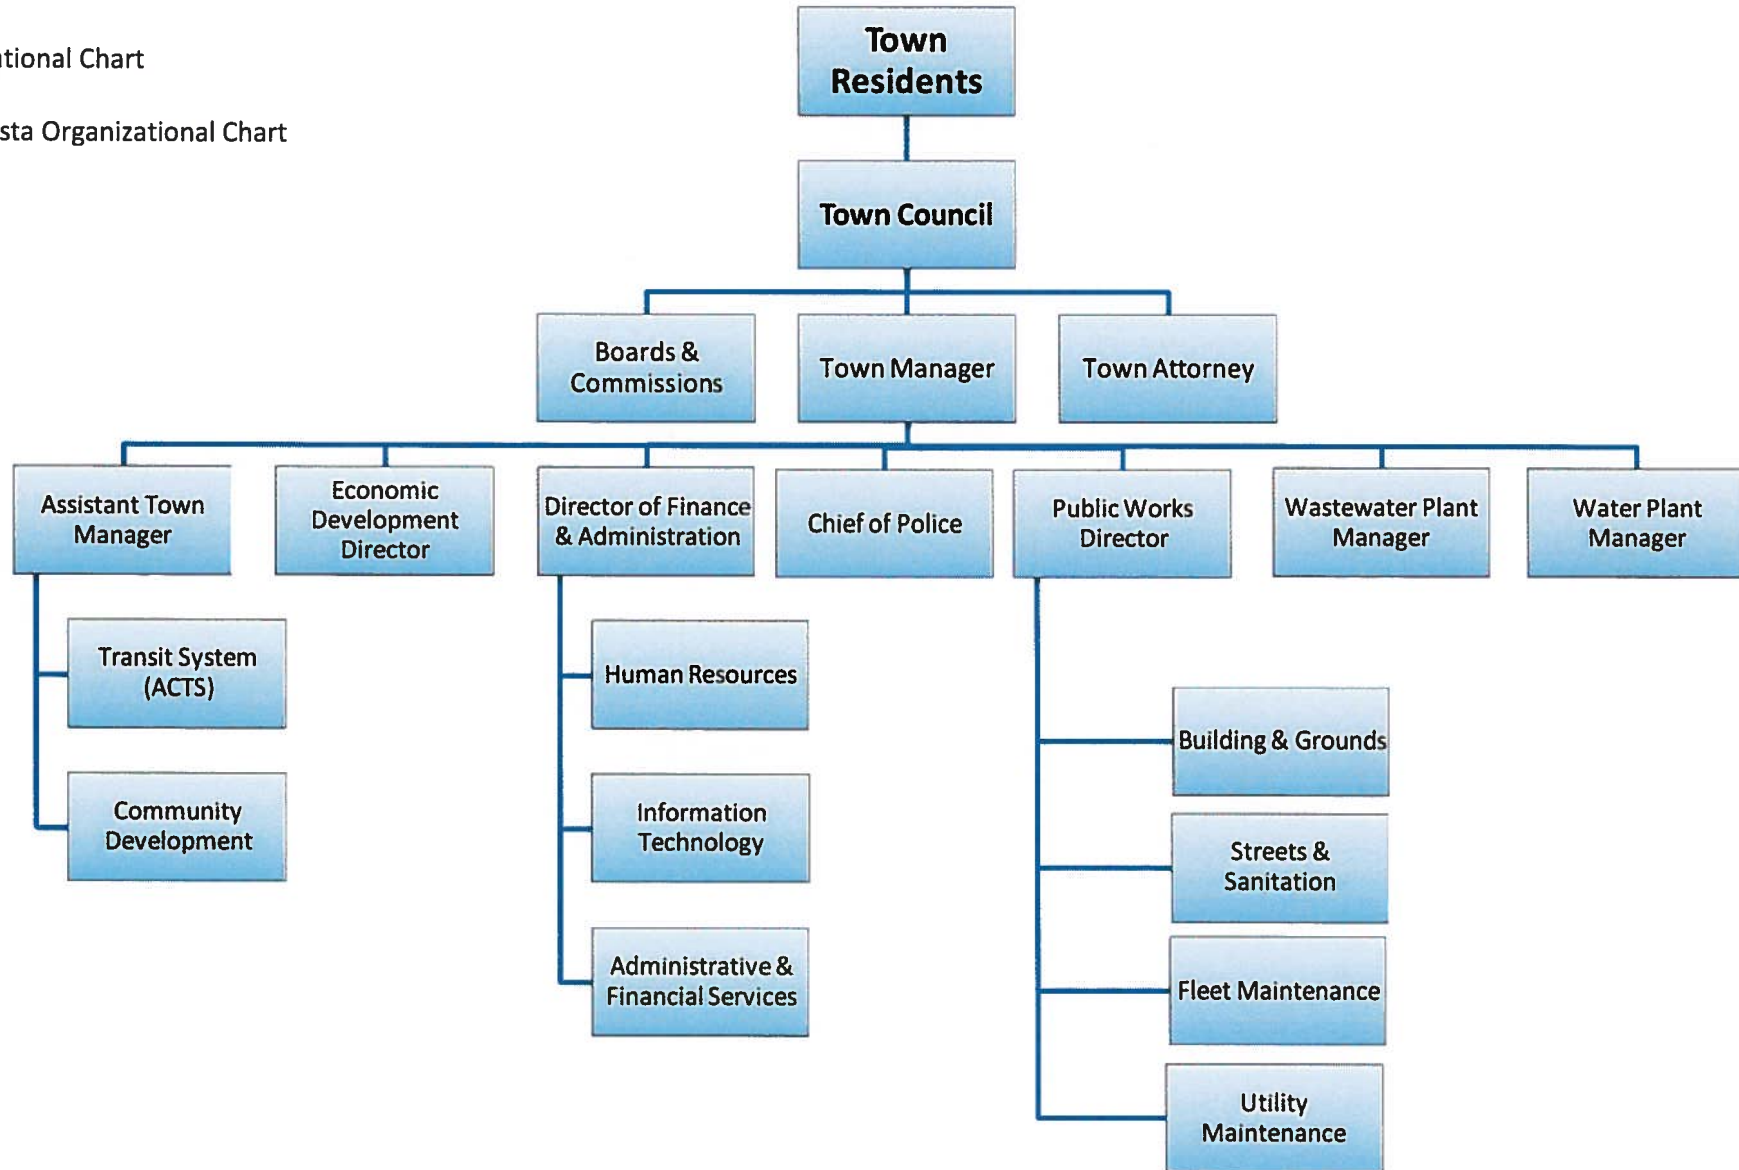 ational Chart
sta Organizational Chart
Town
Residents
Town Council
Boards &
Commissions
Town Manager
Town Attorney
Assistant Town
Manager
Economic
Development
Director
Director of Finance
& Administration
Chief of Police
Public Works
Director
Wastewater Plant
Manager
Water Plant
Manager
Transit System
(ACTS)
Community
Development
Human Resources
Information
Technology
Administrative &
Financial Services
Building & Grounds
Streets &
Sanitation
Fleet Maintenance
Utility
Maintenance